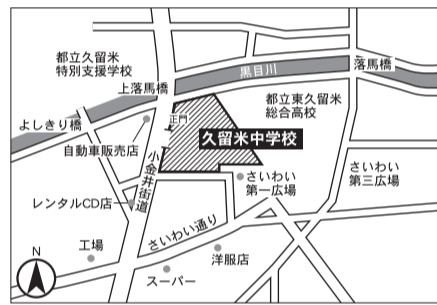 都立久留米
特別支援学校
上落馬橋
黒目川
落馬橋
よしきり橋
正門
都立東久留米
総合高校
自動車販売店
久留米中学校
小金井街道
さいわい
第一広場
さいわい
第三広場
レンタルCD店
さいわい通り
工場
洋服店
スーパー
N